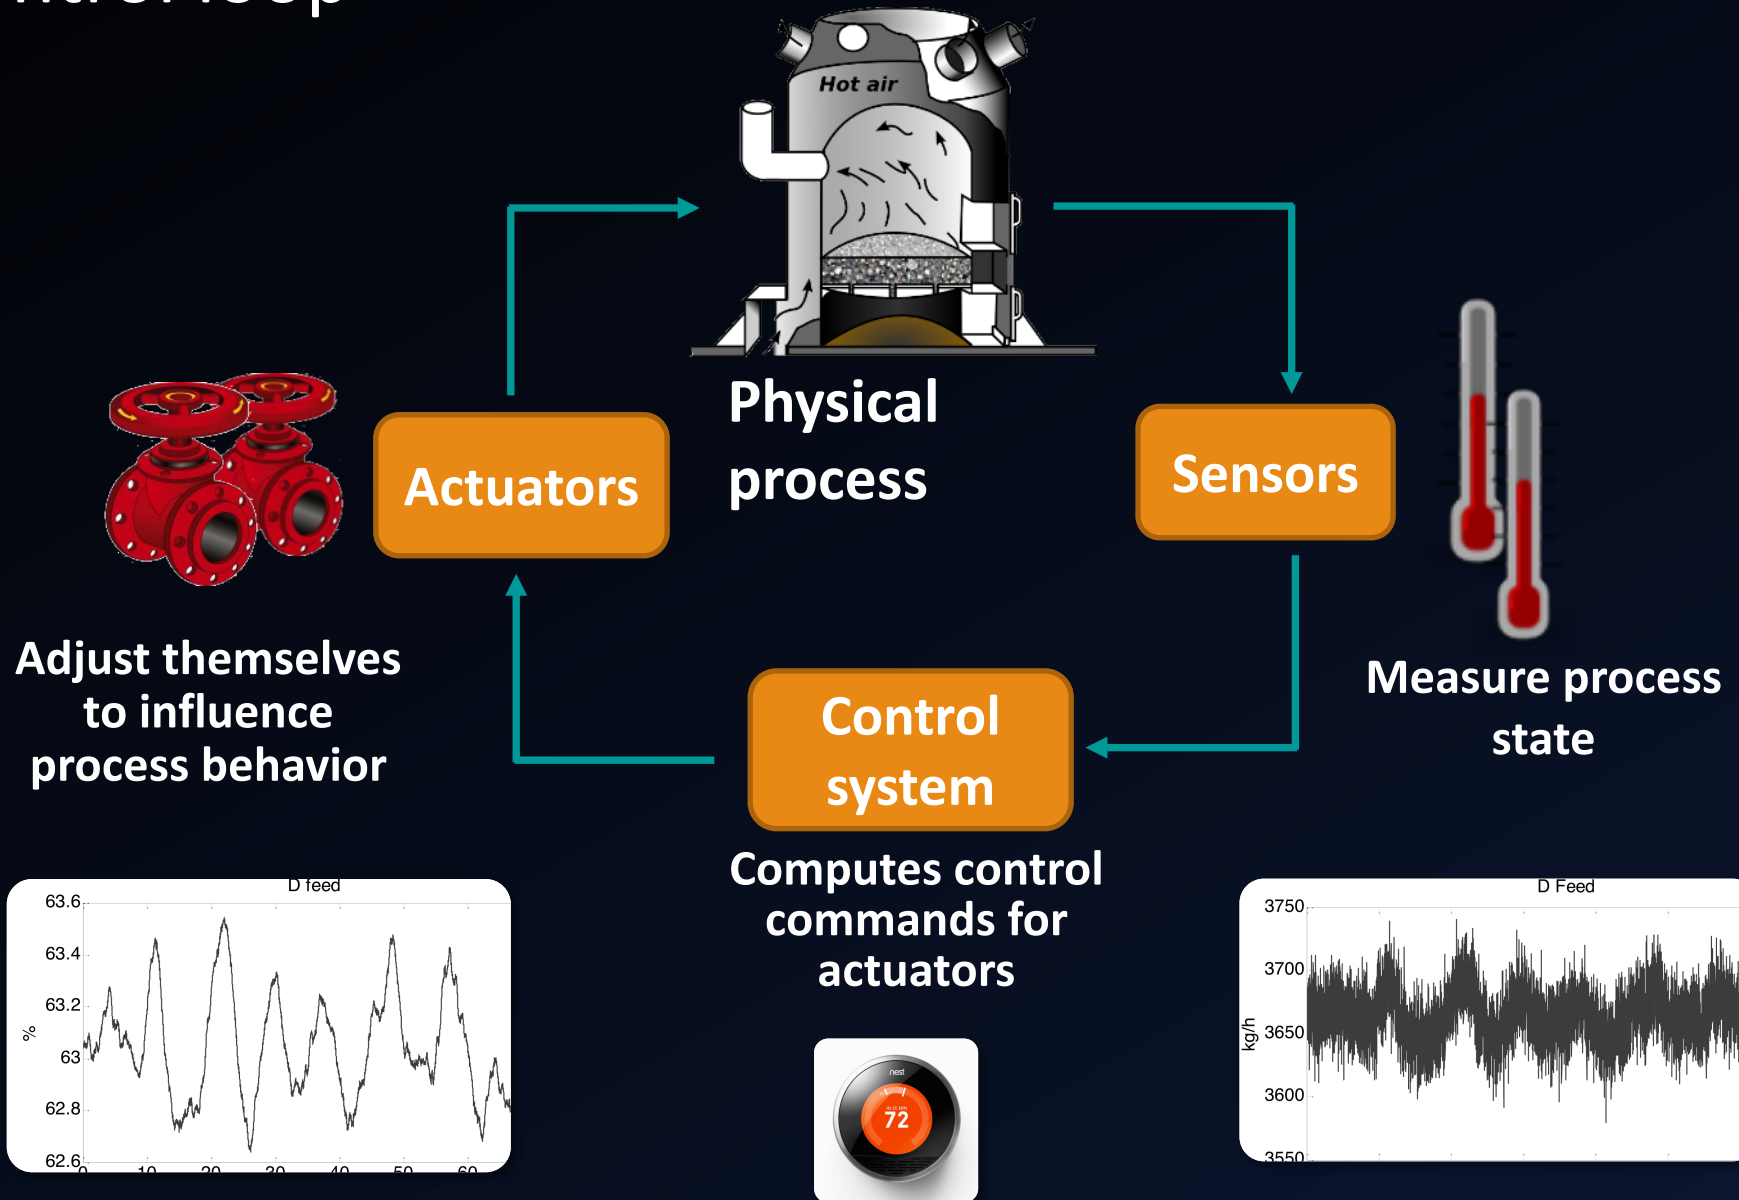 Hot air
Physical
process
Actuators
Sensors
Adjust themselves
to influence
process behavior
Measure process
state
Control
system
Computes control
commands for
actuators
D feed
63.6
63.4
63.2
63
62.8
62.6
%
0 10 20 30 40 50 60
D Feed
3750
3700
3650
3600
3550
kg/h
nest
72